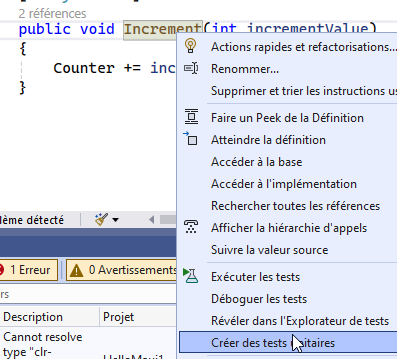 2 références
public void Increment(int incrementValue)
{
Counter += inc
}
Actions rapides et refactorisations...
Renommer...
Supprimer et trier les instructions us
Faire un Peek de la Définition
Atteindre la définition
Accéder à la base
Accéder à l'implémentation
Rechercher toutes les références
Afficher la hiérarchie d'appels
Suivre la valeur source
Exécuter les tests
Déboguer les tests
Révéler dans l'Explorateur de tests
Créer des tests unitaires
lème détecté
1 Erreur
0 Avertissements
rs
Description Projet
Cannot resolve
type "clr-
HelloMaui1